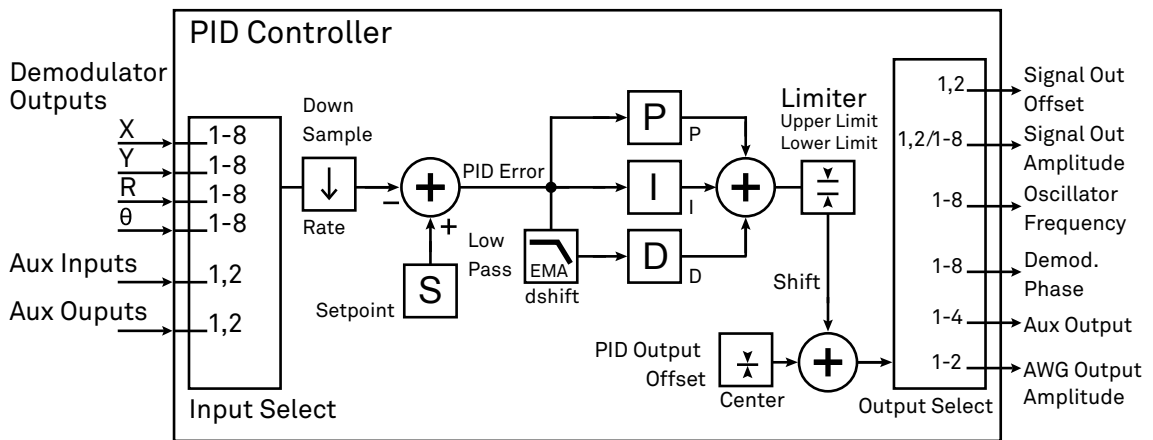 PID Controller
Demodulator
Outputs
X
Y
R
θ
Aux Inputs
Aux Ouputs
1-8
1-8
1-8
1-8
1,2
1,2
Input Select
Down
Sample
Rate
−
+
+
S
Setpoint
PID Error
Low
Pass
EMA
dshift
P
P
I
I
D
D
+
Limiter
Upper Limit
Lower Limit
Shift
PID Output
Offset
Center
+
1,2
1,2/1-8
1-8
1-8
1-4
1-2
Output Select
Signal Out
Offset
Signal Out
Amplitude
Oscillator
Frequency
Demod.
Phase
Aux Output
AWG Output
Amplitude